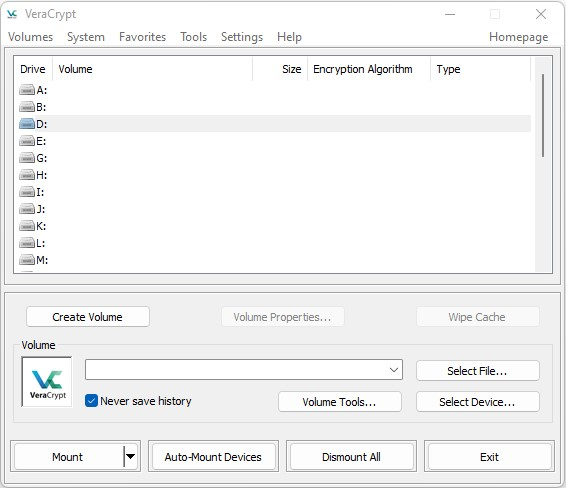 VeraCrypt
Volumes System Favorites Tools Settings Help Homepage
Drive Volume Size Encryption Algorithm Type
A:
B:
D:
E:
G:
H:
I:
J:
K:
L:
M:
Create Volume Volume Properties... Wipe Cache
Volume
VeraCrypt
Select File...
Never save history Volume Tools... Select Device...
Mount Auto-Mount Devices Dismount All Exit